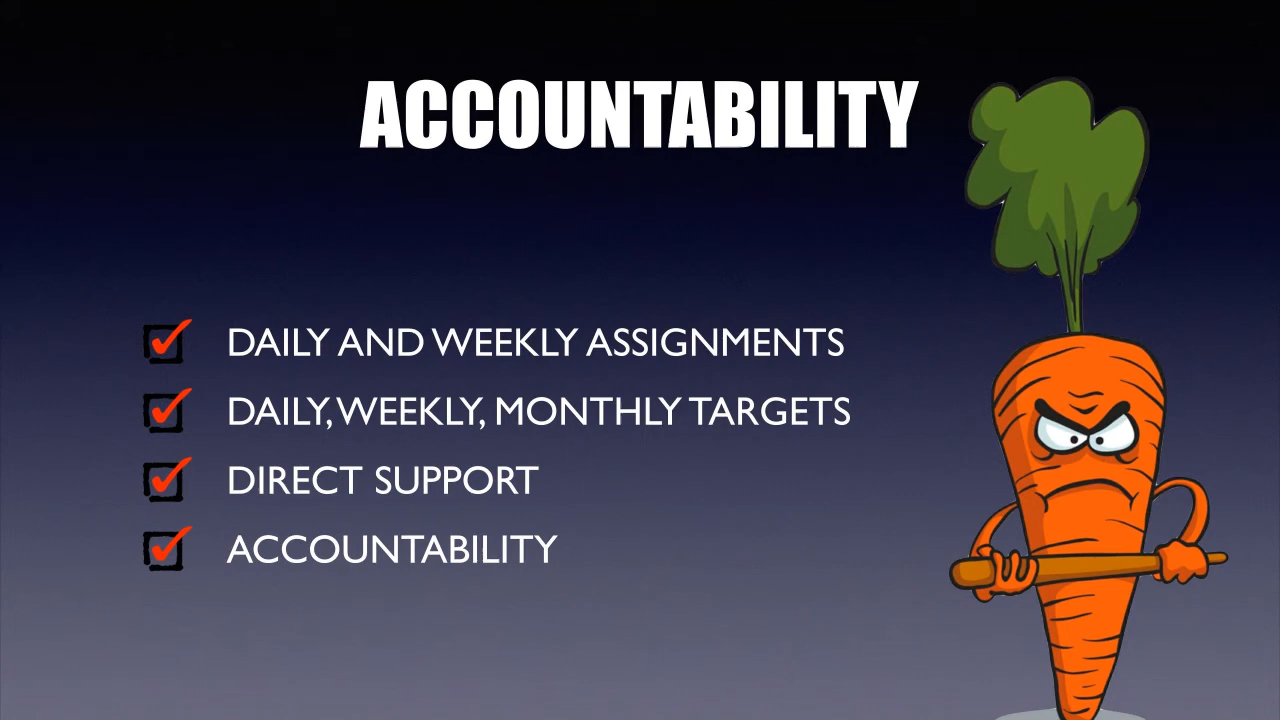 ACCOUNTABILITY
DAILY AND WEEKLY ASSIGNMENTS
DAILY, WEEKLY, MONTHLY TARGETS
DIRECT SUPPORT
ACCOUNTABILITY